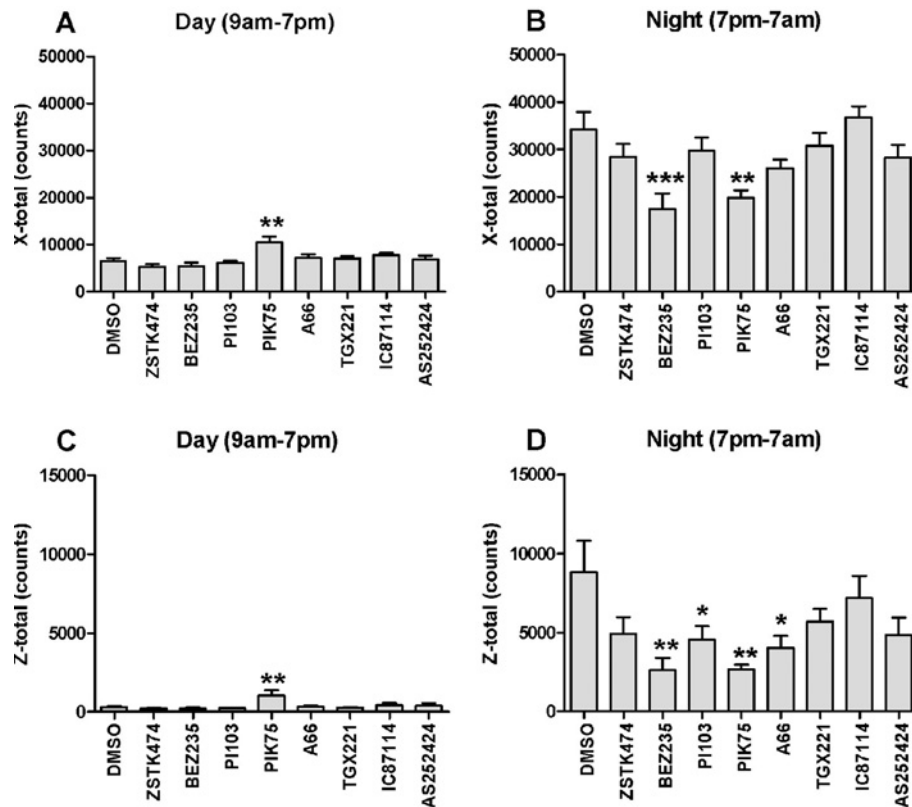 A
Day (9am-7pm)
X-total (counts)
50000
40000
30000
20000
10000
0
**
DMSO
ZSTK474
BEZ235
PI103
PIK75
A66
TGX221
IC87114
AS252424
B
Night (7pm-7am)
X-total (counts)
50000
40000
30000
20000
10000
0
***
**
DMSO
ZSTK474
BEZ235
PI103
PIK75
A66
TGX221
IC87114
AS252424
C
Day (9am-7pm)
Z-total (counts)
15000
10000
5000
0
**
DMSO
ZSTK474
BEZ235
PI103
PIK75
A66
TGX221
IC87114
AS252424
D
Night (7pm-7am)
Z-total (counts)
15000
10000
5000
0
**
*
**
*
DMSO
ZSTK474
BEZ235
PI103
PIK75
A66
TGX221
IC87114
AS252424